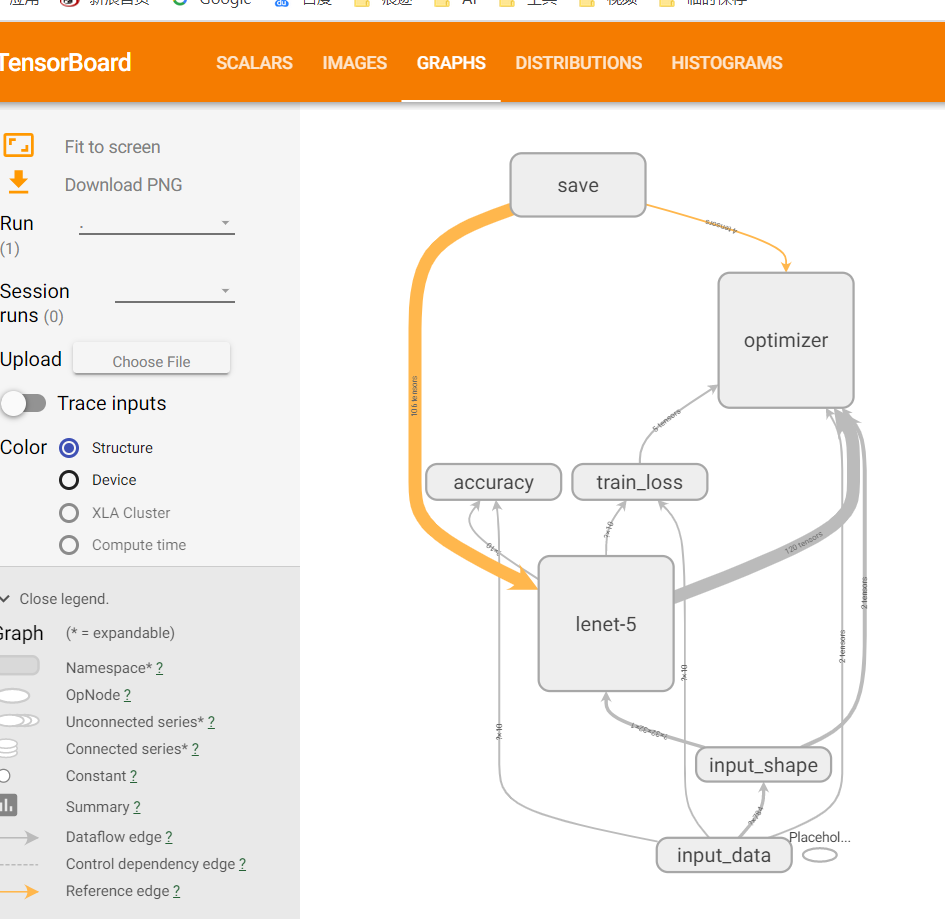 应用 新浪首页 Google 百度 痕迹 AI 工具 视频 临时保存
TensorBoard
SCALARS IMAGES GRAPHS DISTRIBUTIONS HISTOGRAMS
Fit to screen
Download PNG
Run
(1)
.
Session
runs (0)
Upload Choose File
Trace inputs
Color
Structure
Device
XLA Cluster
Compute time
Close legend.
Graph (* = expandable)
Namespace* ?
OpNode ?
Unconnected series* ?
Connected series* ?
Constant ?
Summary ?
Dataflow edge ?
Control dependency edge ?
Reference edge ?
save
4 tensors
optimizer
106 tensors
5 tensors
accuracy
train_loss
?×10
?×10
120 tensors
lenet-5
2 tensors
2 tensors
?×10
?×10
?×32×32×1
input_shape
?×784
input_data
Placehol...